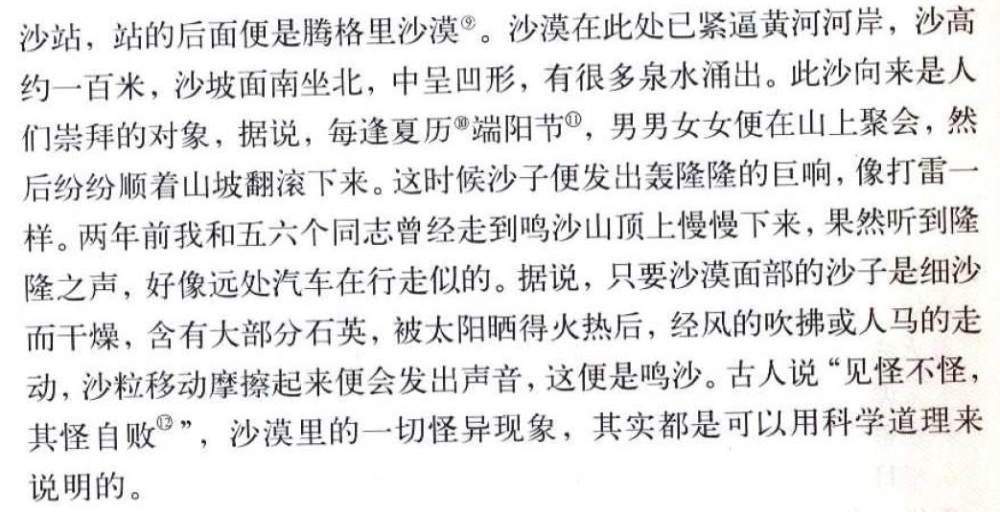 沙站，站的后面便是腾格里沙漠⑨。沙漠在此处已紧逼黄河河岸，沙高
约一百米，沙坡面南坐北，中呈凹形，有很多泉水涌出。此沙向来是人
们崇拜的对象，据说，每逢夏历⑩端阳节⑪，男男女女便在山上聚会，然
后纷纷顺着山坡翻滚下来。这时候沙子便发出轰隆隆的巨响，像打雷一
样。两年前我和五六个同志曾经走到鸣沙山顶上慢慢下来，果然听到隆
隆之声，好像远处汽车在行走似的。据说，只要沙漠面部的沙子是细沙
而干燥，含有大部分石英，被太阳晒得火热后，经风的吹拂或人马的走
动，沙粒移动摩擦起来便会发出声音，这便是鸣沙。古人说“见怪不怪，
其怪自败⑫”，沙漠里的一切怪异现象，其实都是可以用科学道理来
说明的。